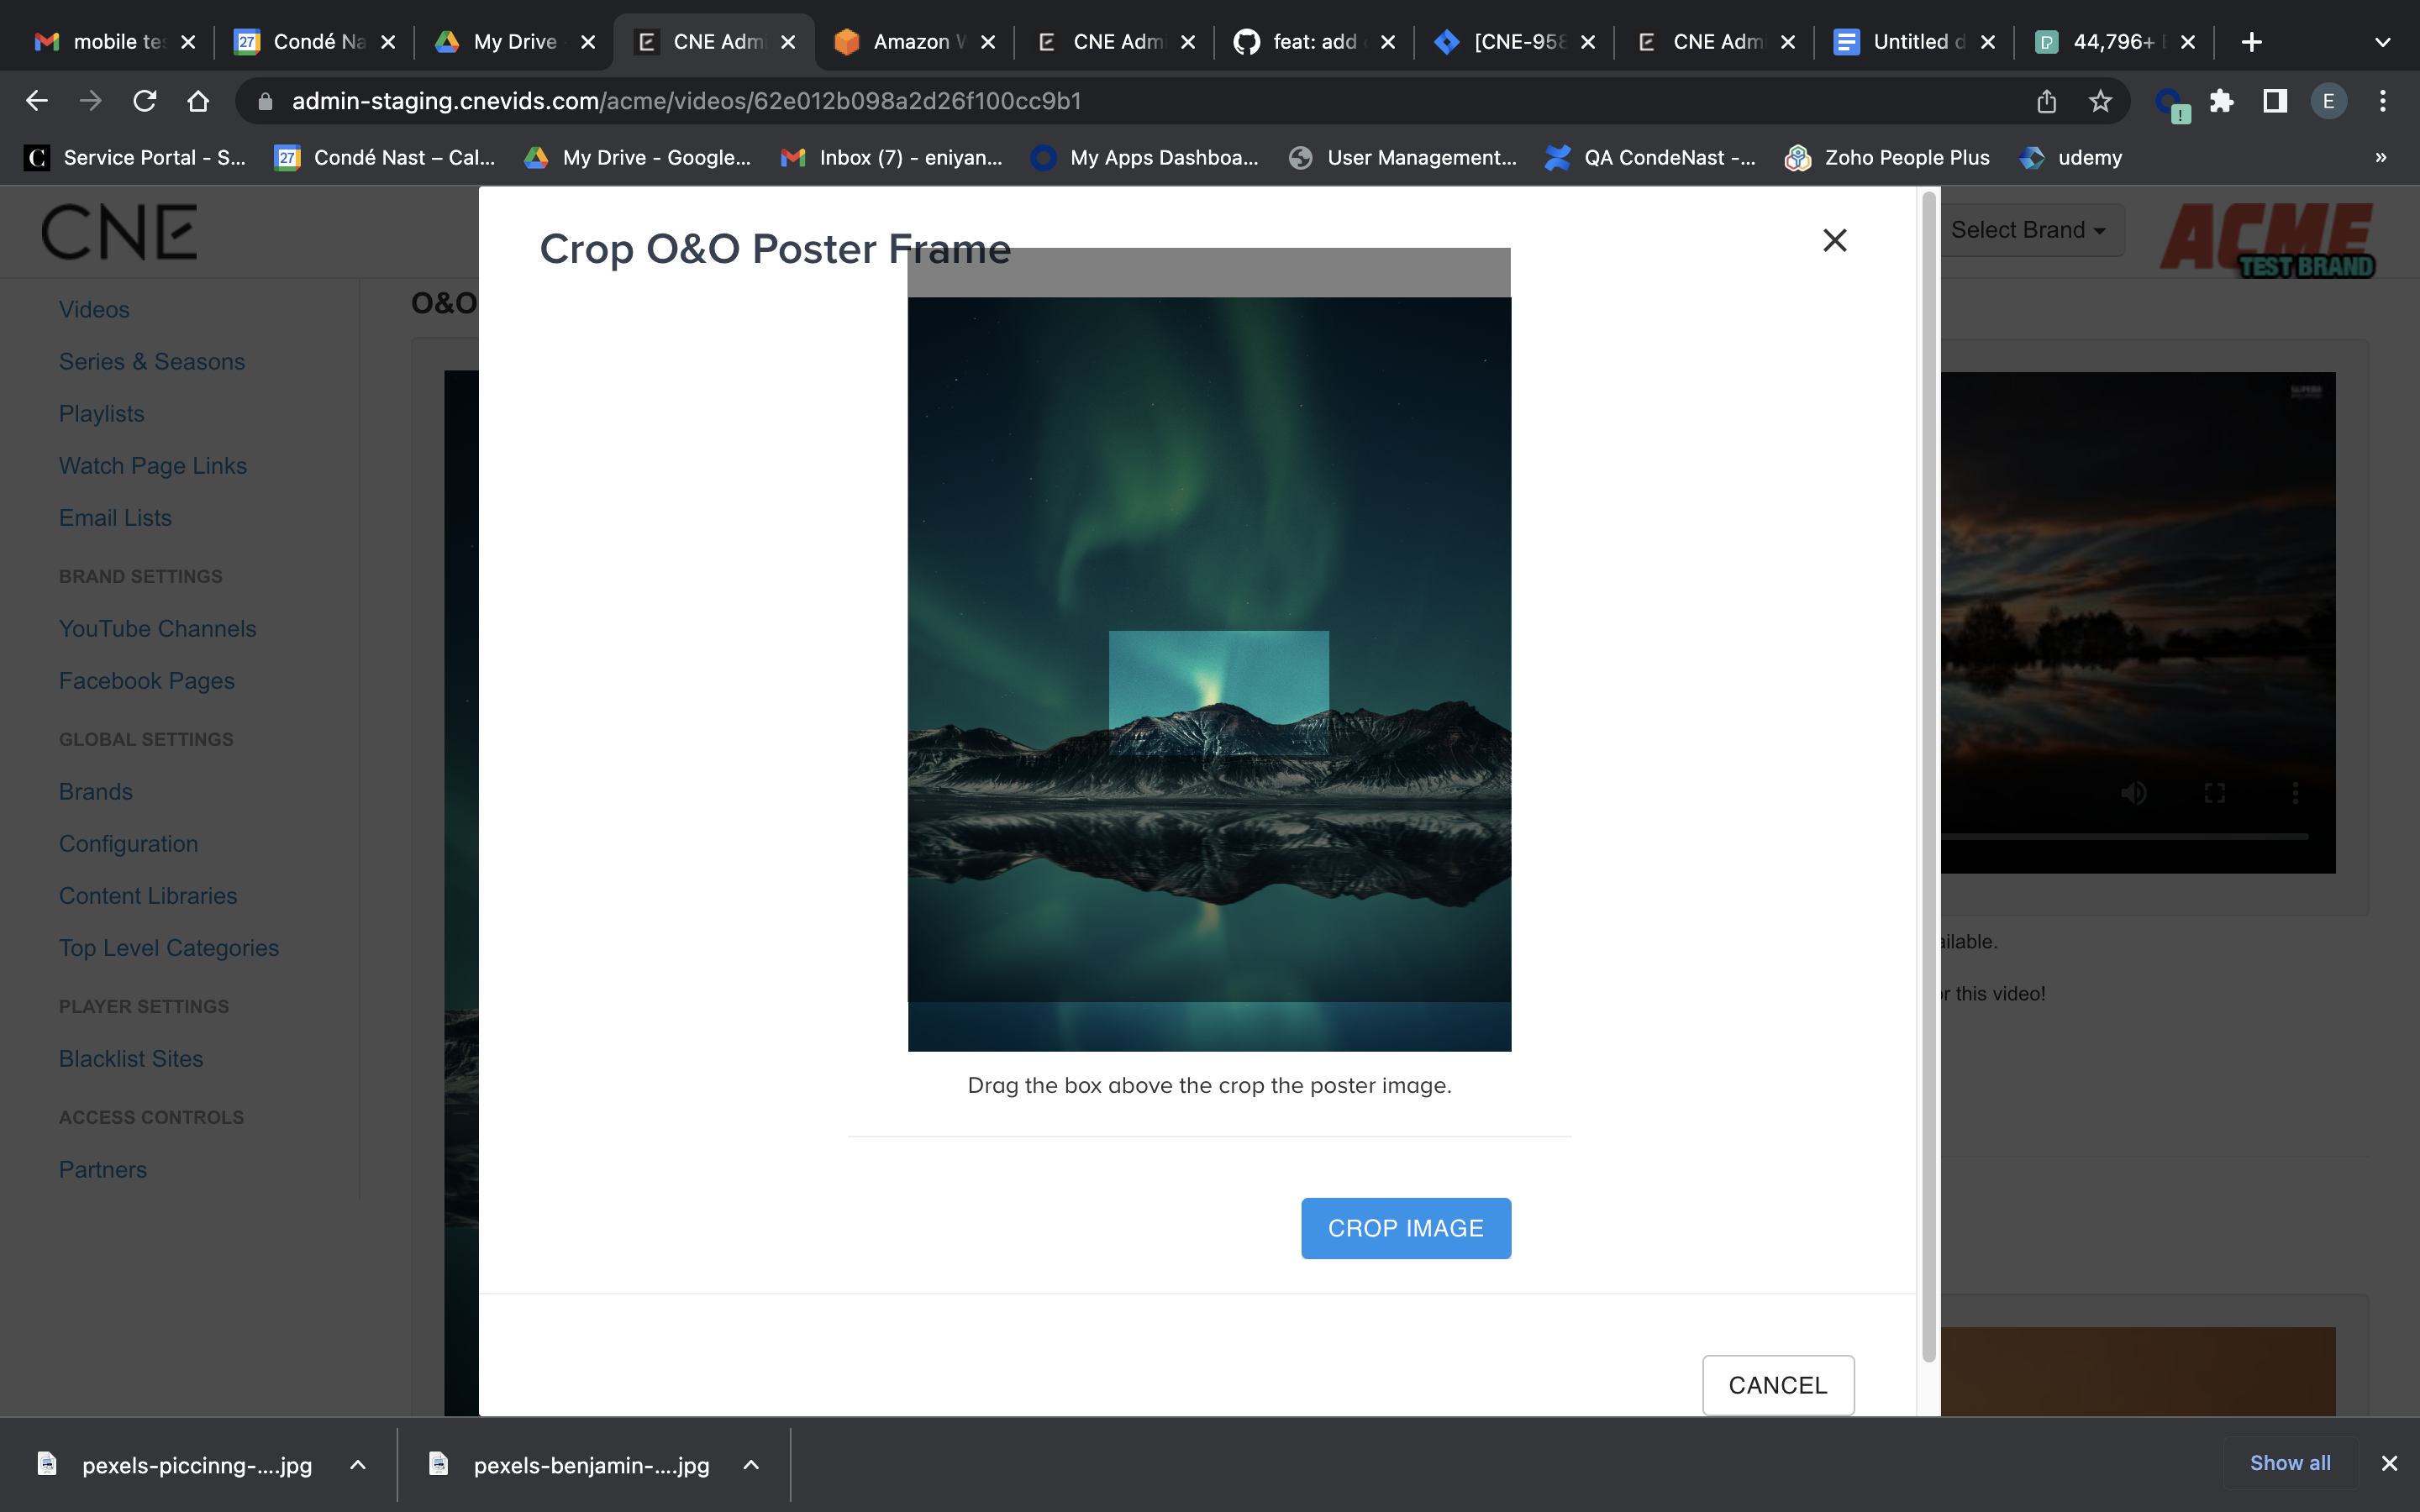 mobile te
Condé Na
My Drive
CNE Adm
Amazon
CNE Adm
feat: add
[CNE-958
CNE Adm
Untitled d
44,796+
admin-staging.cnevids.com/acme/videos/62e012b098a2d26f100cc9b1
E
Service Portal - S...
27
Condé Nast – Cal...
My Drive - Google...
Inbox (7) - eniyan...
My Apps Dashboa...
User Management...
QA CondeNast -...
Zoho People Plus
udemy
»
CNE
Crop O&O Poster Frame
Select Brand
ACME
TEST BRAND
O&O
Videos
Series & Seasons
Playlists
Watch Page Links
Email Lists
BRAND SETTINGS
YouTube Channels
Facebook Pages
GLOBAL SETTINGS
Brands
Configuration
Content Libraries
Top Level Categories
PLAYER SETTINGS
Blacklist Sites
ACCESS CONTROLS
Partners
ailable.
or this video!
Drag the box above the crop the poster image.
CROP IMAGE
CANCEL
pexels-piccinng-....jpg
pexels-benjamin-....jpg
Show all